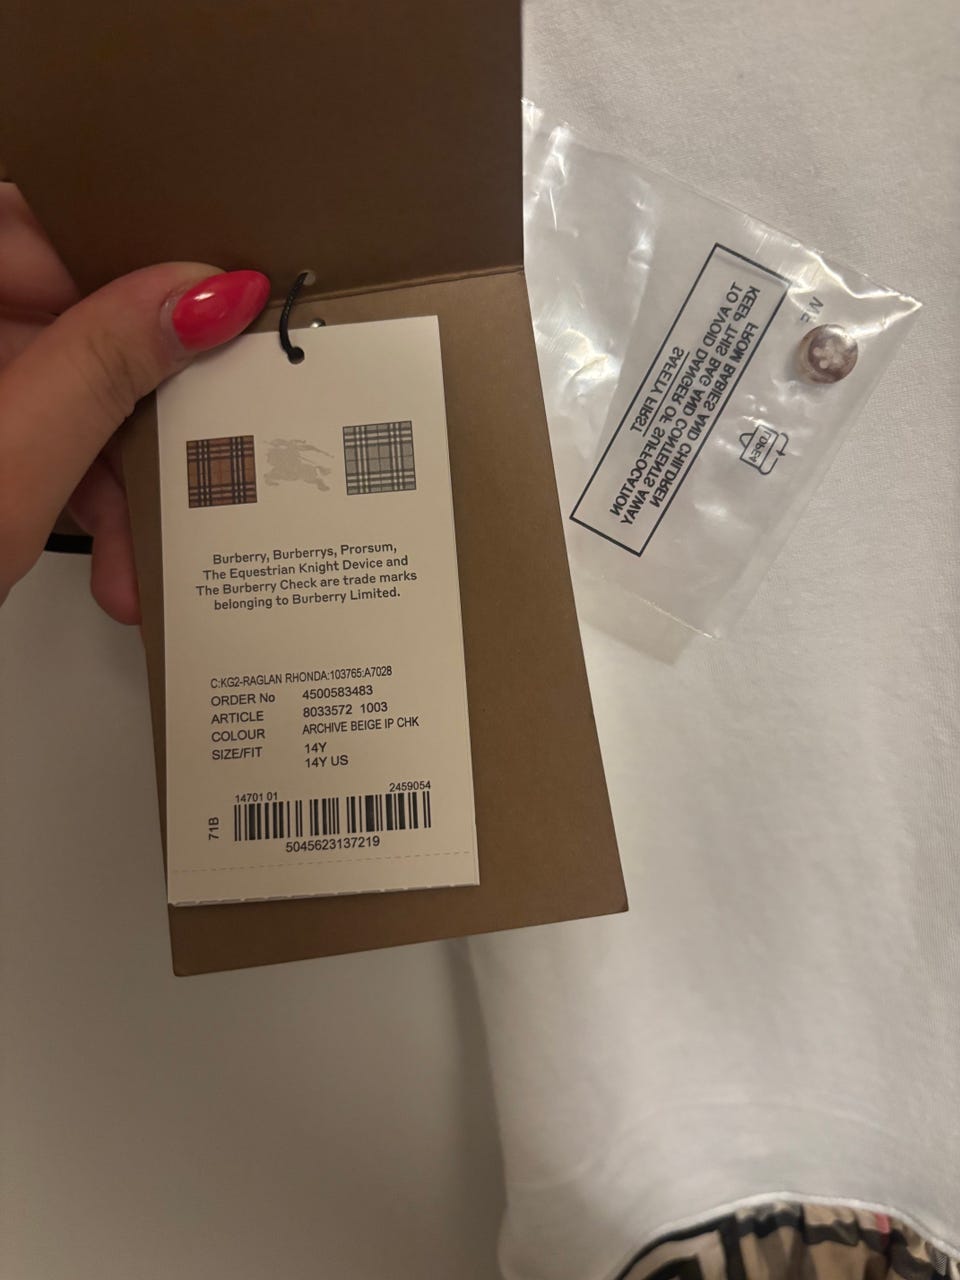 Burberry, Burberrys, Prorsum,
The Equestrian Knight Device and
The Burberry Check are trade marks
belonging to Burberry Limited.
C:KG2-RAGLAN RHONDA:103765:A7028
ORDER No 4500583483
ARTICLE 8033572 1003
COLOUR ARCHIVE BEIGE IP CHK
SIZE/FIT 14Y
14Y US
14701 01 2459054
71B
5045623137219
SAFETY FIRST
TO AVOID DANGER OF SUFFOCATION
KEEP THIS BAG AND CONTENTS AWAY
FROM BABIES AND CHILDREN
LDPE4